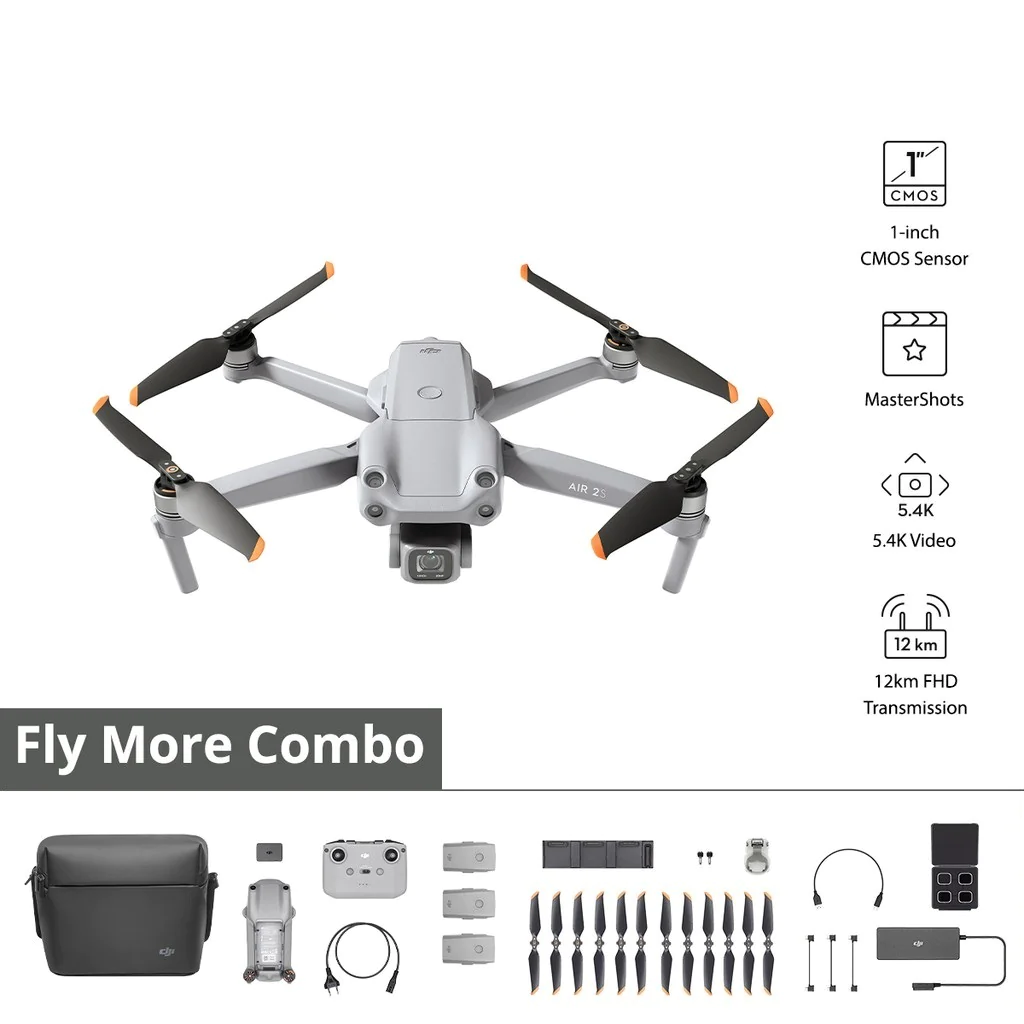 1"
CMOS
1-inch
CMOS Sensor
MasterShots
5.4K
5.4K Video
12 km
12km FHD
Transmission
AIR 2S
Fly More Combo
dji